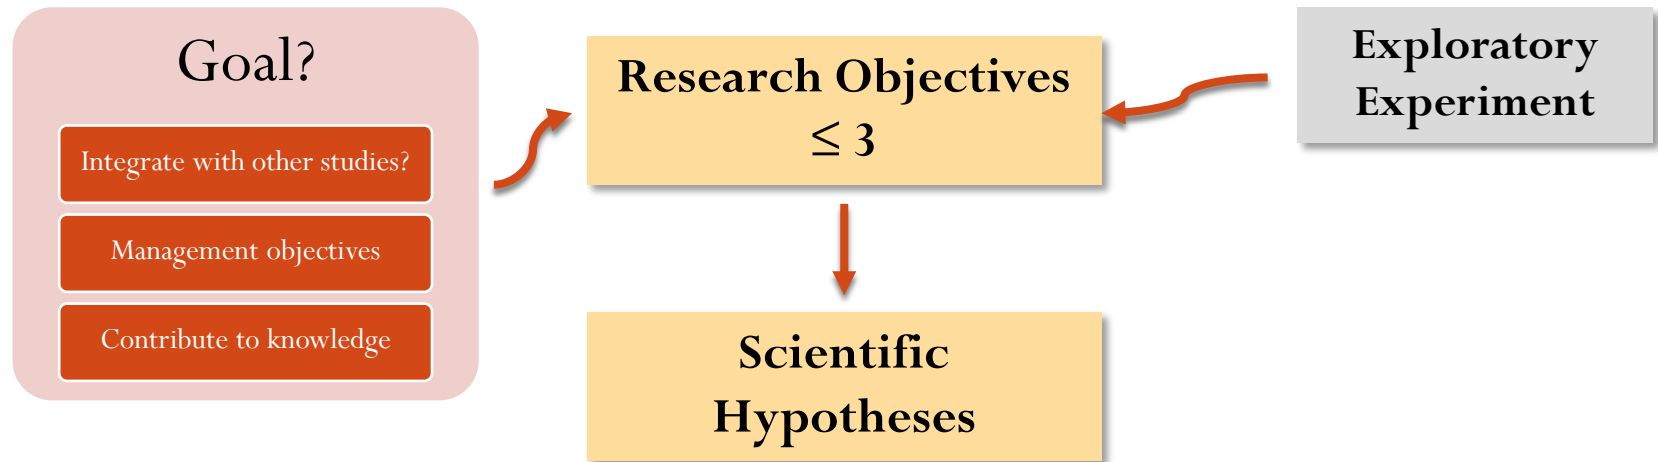 Goal?
Integrate with other studies?
Management objectives
Contribute to knowledge
Research Objectives
≤ 3
Scientific
Hypotheses
Exploratory
Experiment